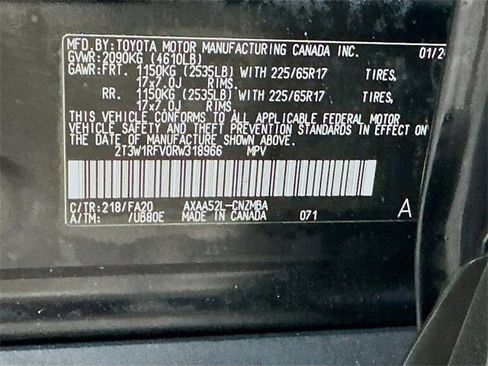 MFD.BY:TOYOTA MOTOR MANUFACTURING CANADA INC. 01/2
GVWR:2090KG (4610LB)
GAWR:FRT. 1150KG (2535LB) WITH 225/65R17 TIRES,
17x7.0J RIMS.
RR. 1150KG (2535LB) WITH 225/65R17 TIRES,
17x7.0J RIMS.
THIS VEHICLE CONFORMS TO ALL APPLICABLE FEDERAL MOTOR
VEHICLE SAFETY AND THEFT PREVENTION STANDARDS IN EFFECT ON
THE DATE OF MANUFACTURE SHOWN ABOVE.
2T3W1RFV0RW318966 MPV
C/TR:218/FA20 AXAA52L-CNZMBA
A/TM: /UB80E MADE IN CANADA 071 A